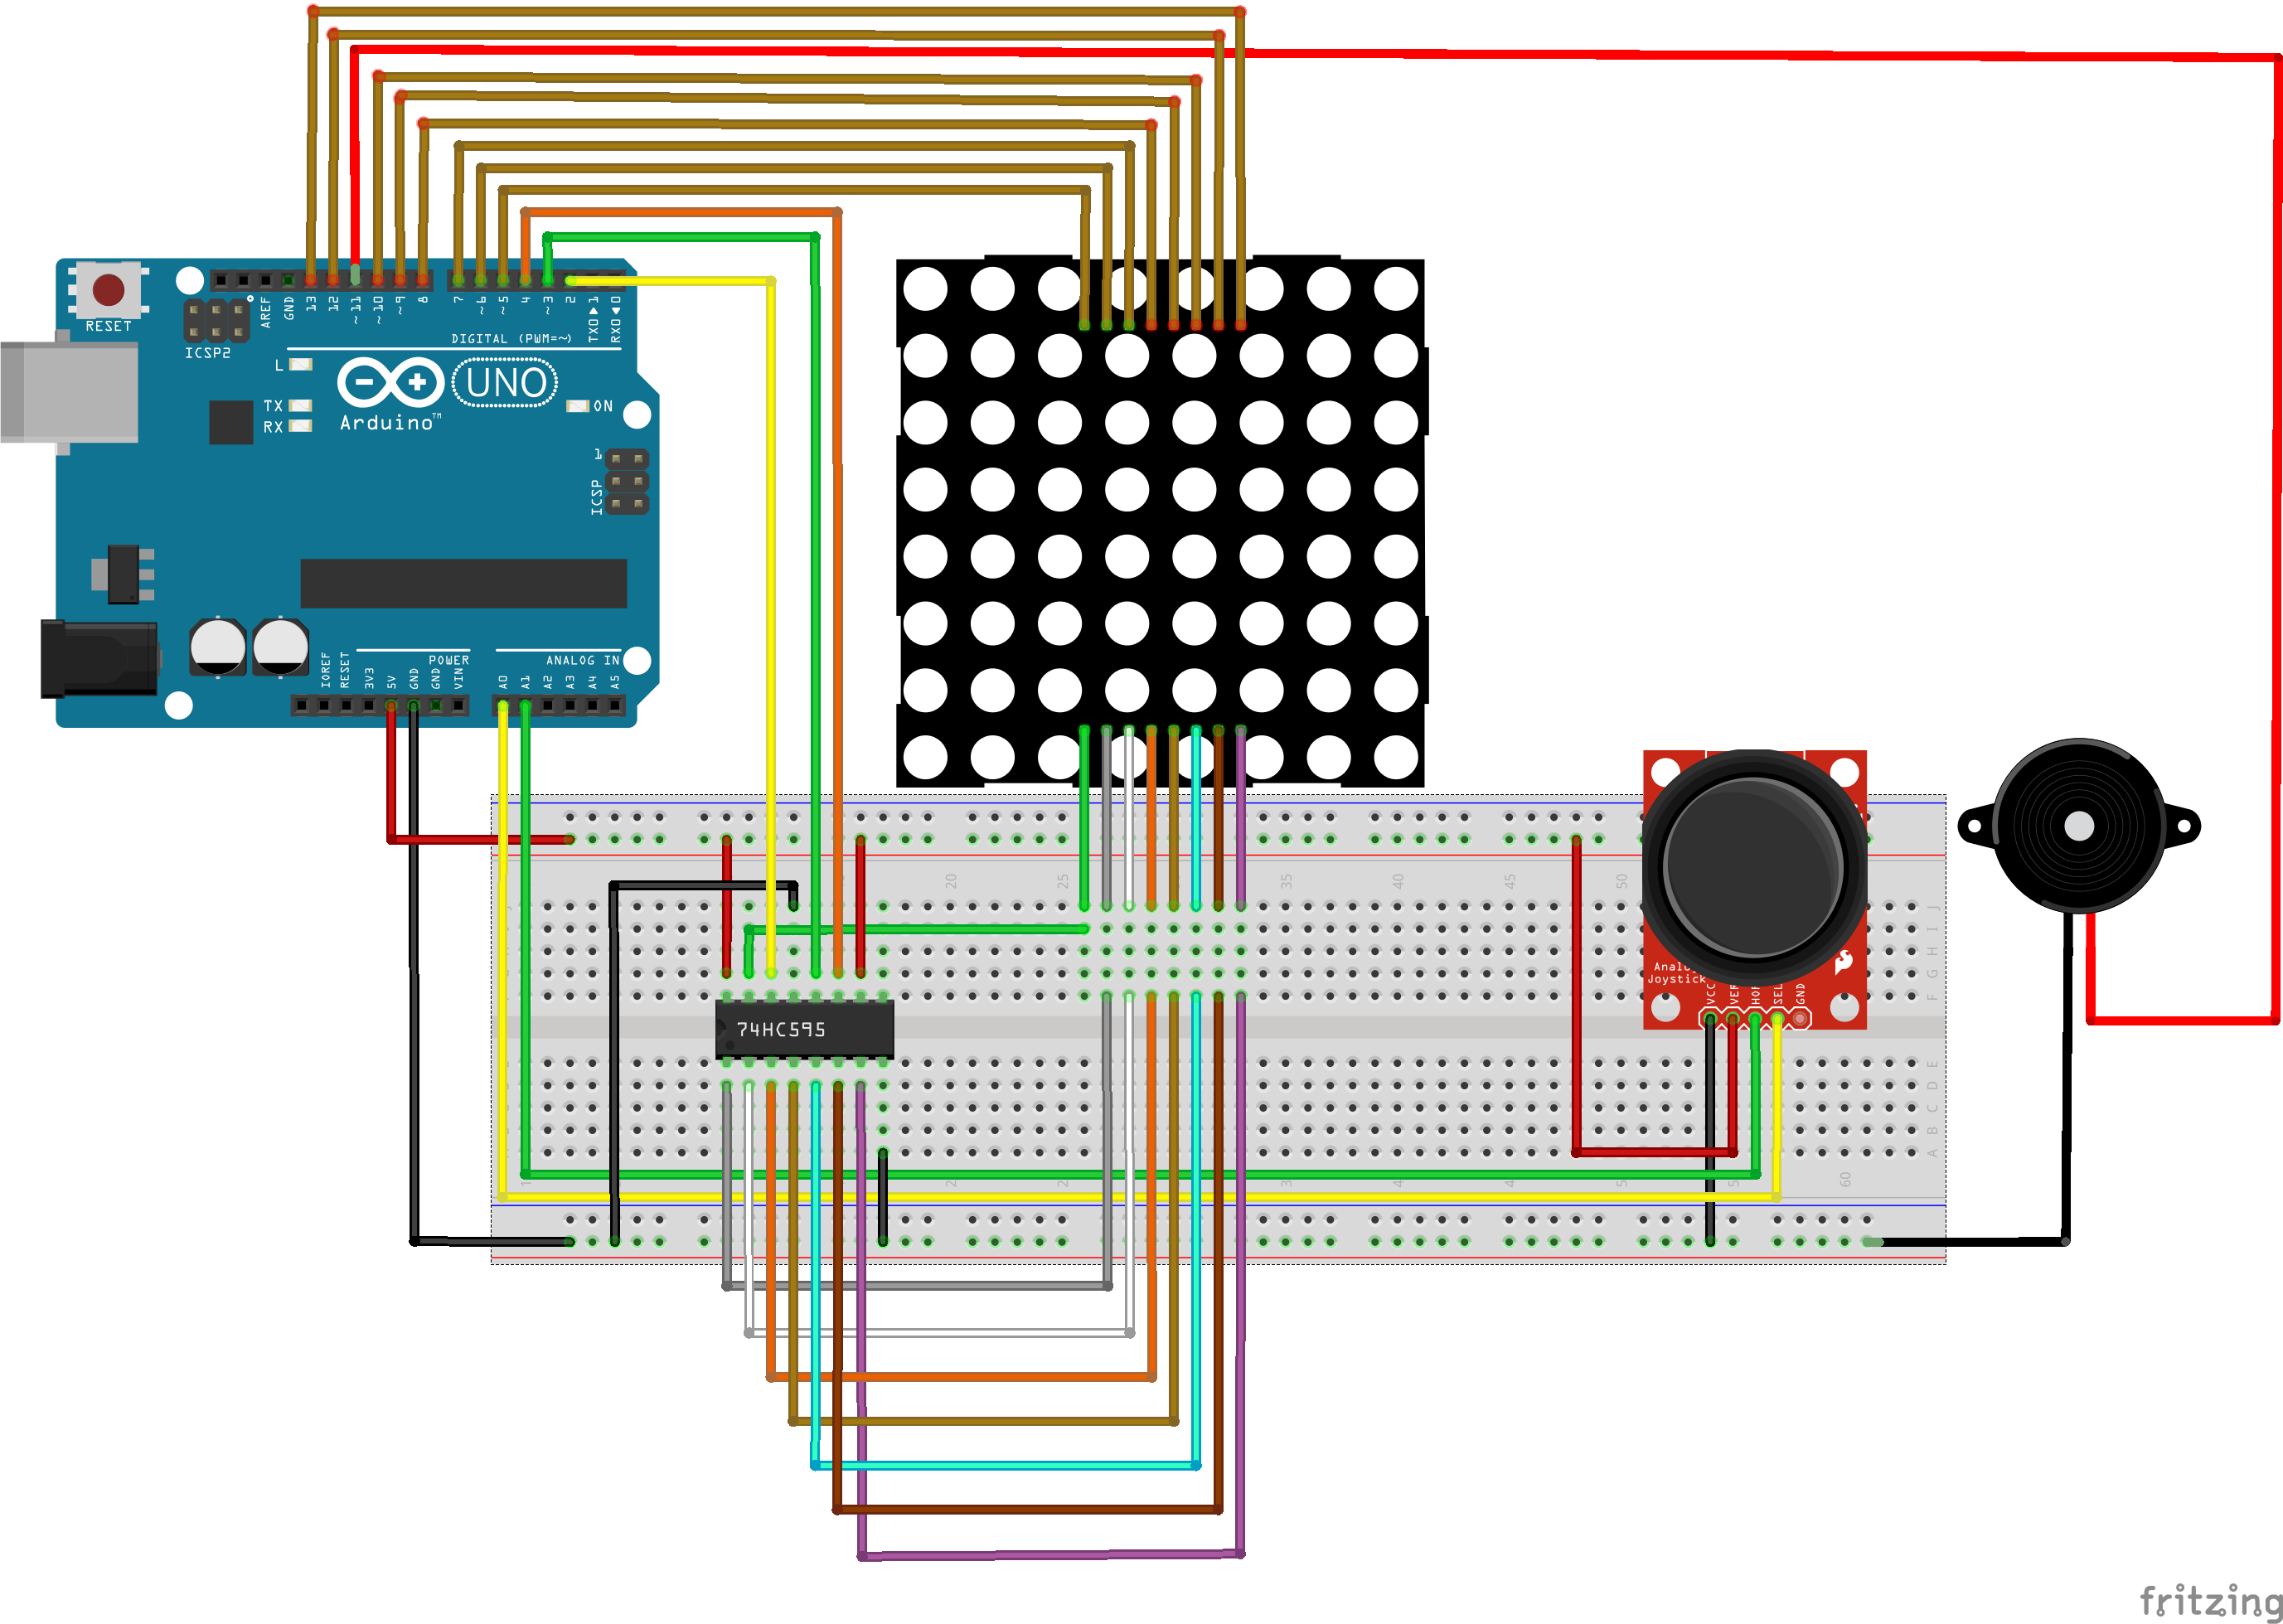 RESET
ICSP2
AREF
GND
13
12
~11
~10
~9
8
7
~6
~5
4
~3
2
TX0▶1
RX0◀0
DIGITAL (PWM=~)
L
TX
RX
Arduino™
UNO
ON
1
ICSP
IOREF
RESET
3V3
5V
GND
GND
VIN
POWER
A0
A1
A2
A3
A4
A5
ANALOG IN
20
25
35
40
45
50
J
I
H
G
F
74HC595
Joystick
VCC
SEL
GND
E
D
C
B
A
60
fritzing